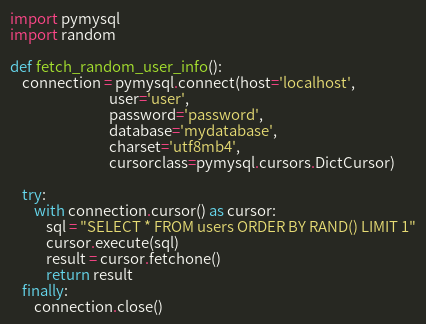 import pymysql
import random

def fetch_random_user_info():
    connection = pymysql.connect(host='localhost',
                                 user='user',
                                 password='password',
                                 database='mydatabase',
                                 charset='utf8mb4',
                                 cursorclass=pymysql.cursors.DictCursor)

    try:
        with connection.cursor() as cursor:
            sql = "SELECT * FROM users ORDER BY RAND() LIMIT 1"
            cursor.execute(sql)
            result = cursor.fetchone()
            return result
    finally:
        connection.close()